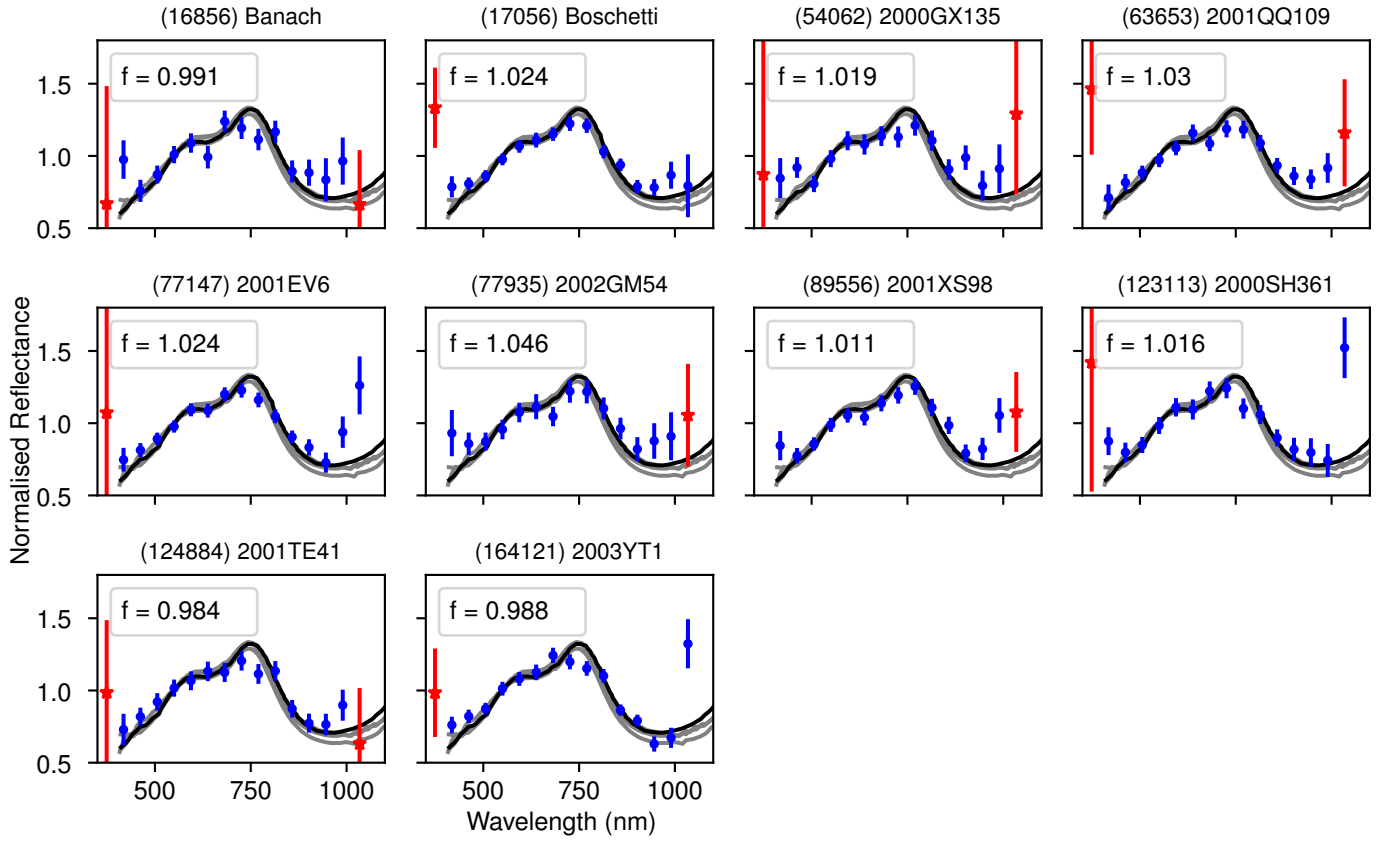 (16856) Banach
(17056) Boschetti
(54062) 2000GX135
(63653) 2001QQ109
1.5
1.0
0.5
f = 0.991
f = 1.024
f = 1.019
f = 1.03
(77147) 2001EV6
(77935) 2002GM54
(89556) 2001XS98
(123113) 2000SH361
Normalised Reflectance
1.5
1.0
0.5
f = 1.024
f = 1.046
f = 1.011
f = 1.016
(124884) 2001TE41
(164121) 2003YT1
1.5
1.0
0.5
f = 0.984
f = 0.988
500 750 1000
500 750 1000
Wavelength (nm)